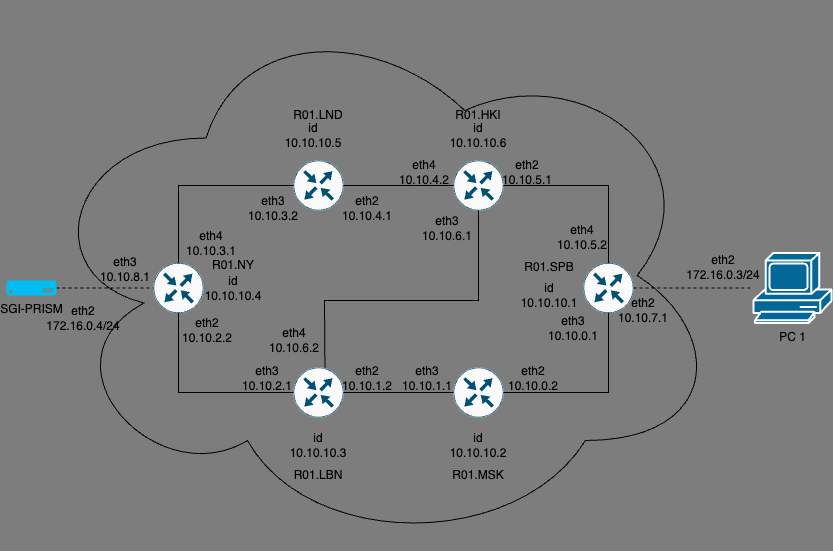 R01.LND
id
10.10.10.5
R01.HKI
id
10.10.10.6
eth4
10.10.4.2
eth2
10.10.5.1
eth3
10.10.3.2
eth2
10.10.4.1
eth3
10.10.6.1
eth4
10.10.3.1
eth4
10.10.5.2
eth3
10.10.8.1
R01.NY
id
10.10.10.4
R01.SPB
id
10.10.10.1
eth2
172.16.0.3/24
SGI-PRISM
eth2
172.16.0.4/24
eth2
10.10.2.2
eth2
10.10.7.1
eth3
10.10.0.1
PC 1
eth4
10.10.6.2
eth3
10.10.2.1
eth2
10.10.1.2
eth3
10.10.1.1
eth2
10.10.0.2
id
10.10.10.3
R01.LBN
id
10.10.10.2
R01.MSK